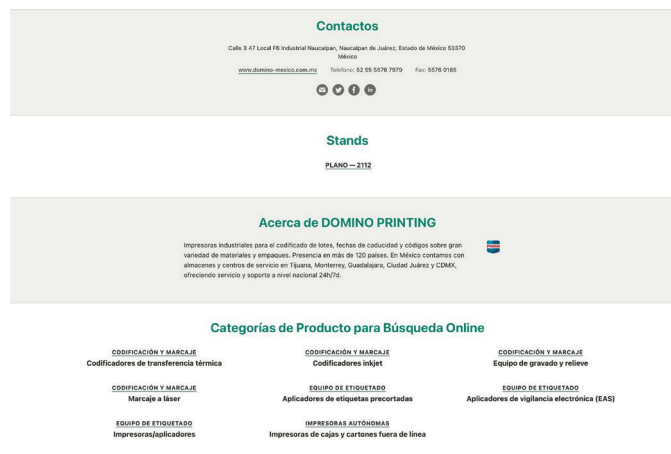 Contactos
Calle 3 47 Local F6 Industrial Naucalpan, Naucalpan de Juárez, Estado de México 53370
México
www.domino-mexico.com.mx Telefono: 52 55 5576 7979 Fax: 5576 0185
Stands
PLANO — 2112
Acerca de DOMINO PRINTING
Impresoras industriales para el codificado de lotes, fechas de caducidad y códigos sobre gran
variedad de materiales y empaques. Presencia en más de 120 países. En México contamos con
almacenes y centros de servicio en Tijuana, Monterrey, Guadalajara, Ciudad Juárez y CDMX,
ofreciendo servicio y soporte a nivel nacional 24h/7d.
Categorías de Producto para Búsqueda Online
CODIFICACIÓN Y MARCAJE CODIFICACIÓN Y MARCAJE CODIFICACIÓN Y MARCAJE
Codificadores de transferencia térmica Codificadores inkjet Equipo de gravado y relieve
CODIFICACIÓN Y MARCAJE EQUIPO DE ETIQUETADO EQUIPO DE ETIQUETADO
Marcaje a láser Aplicadores de etiquetas precortadas Aplicadores de vigilancia electrónica (EAS)
EQUIPO DE ETIQUETADO IMPRESORAS AUTÓNOMAS
Impresoras/aplicadores Impresoras de cajas y cartones fuera de línea